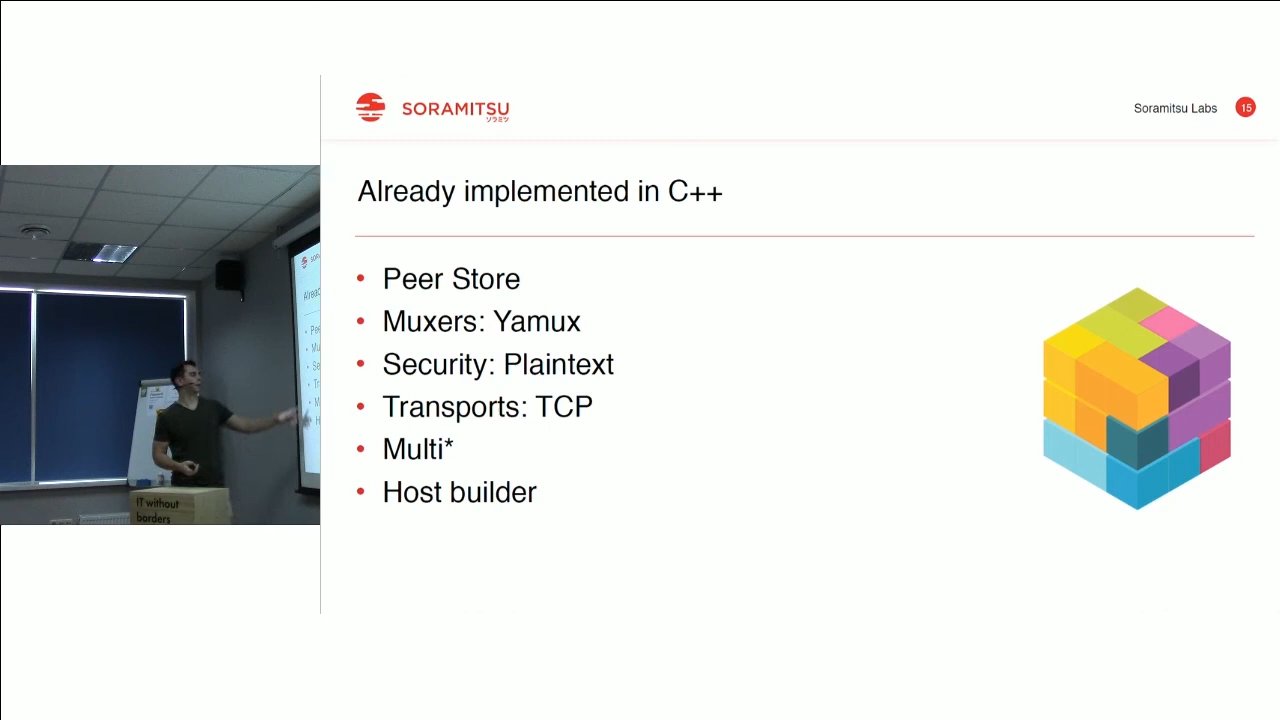 SORAMITSU
ソラミツ
Soramitsu Labs 15
Already implemented in C++
• Peer Store
• Muxers: Yamux
• Security: Plaintext
• Transports: TCP
• Multi*
• Host builder
IT without
borders